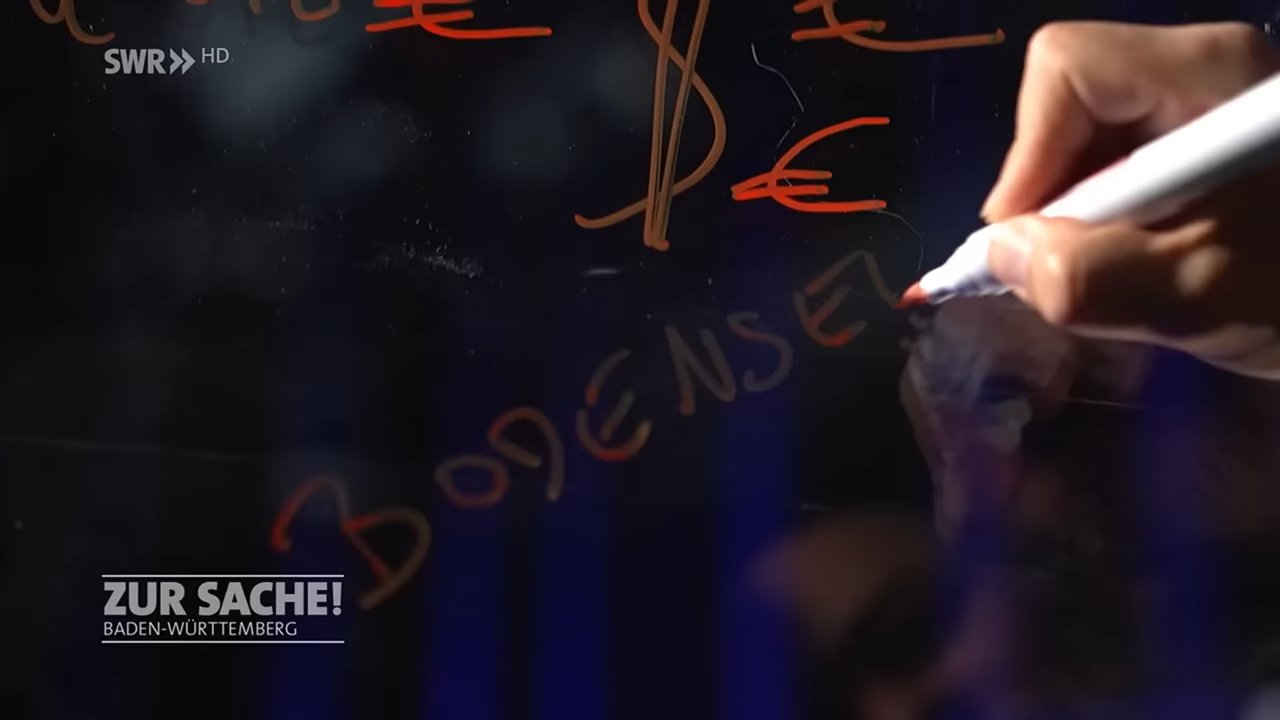 SWR» HD
€ $ €
€
BODENSEE
ZUR SACHE!
BADEN-WÜRTTEMBERG